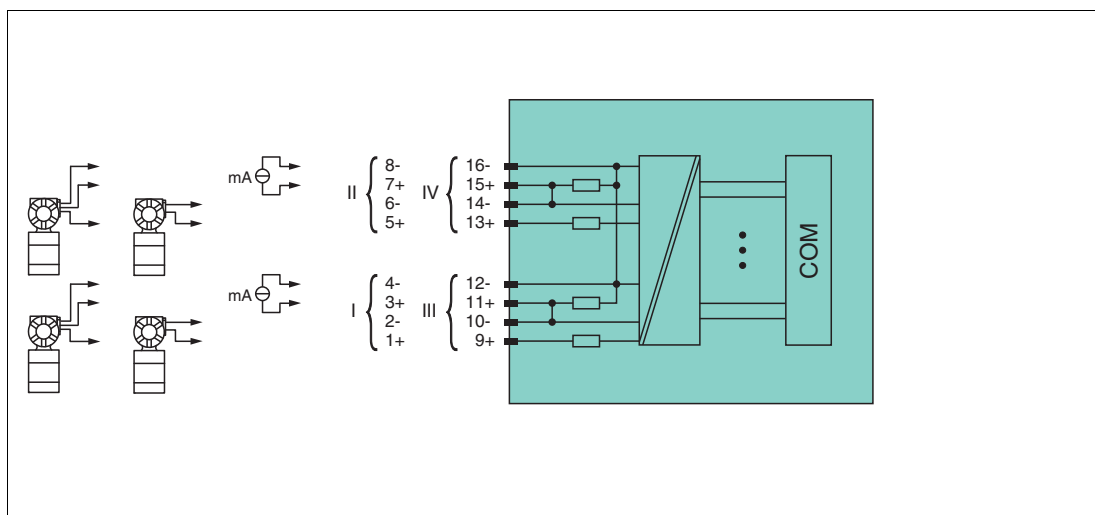 8- 16-
mA II 7+ IV 15+
6- 14-
5+ 13+
4- 12-
mA I 3+ III 11+
2- 10-
1+ 9+
COM